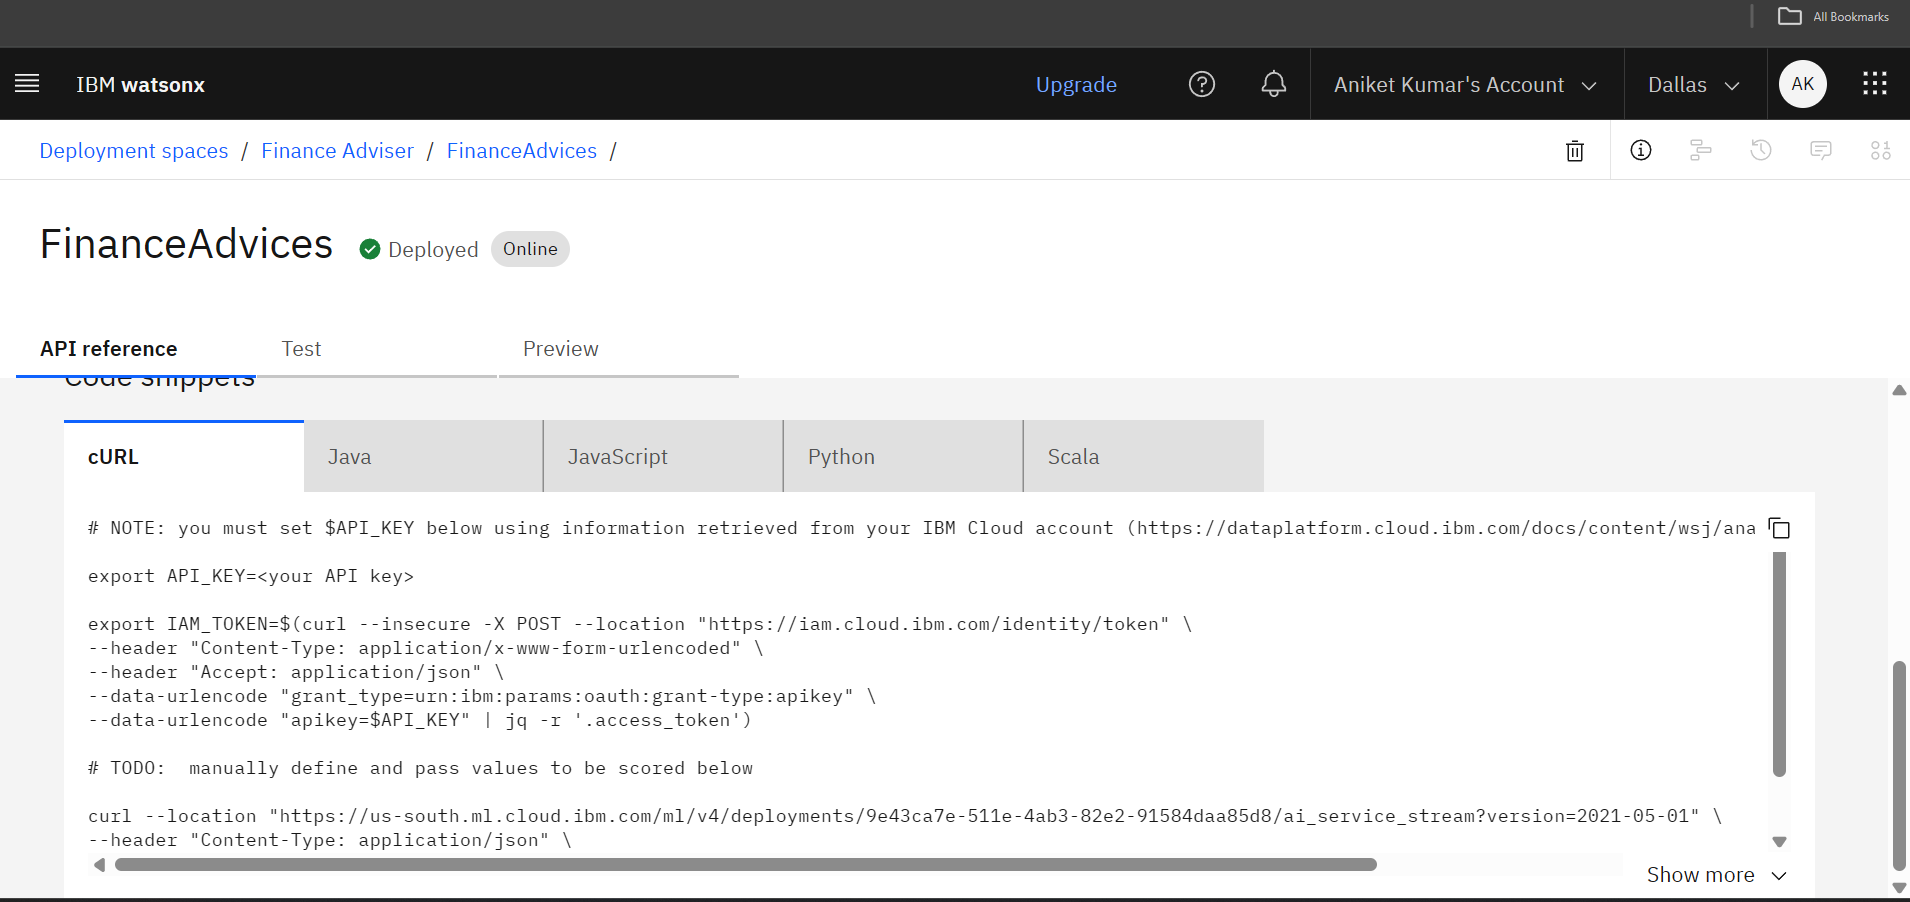 All Bookmarks
IBM watsonx
Upgrade
Aniket Kumar's Account
Dallas
AK
Deployment spaces / Finance Adviser / FinanceAdvices /
FinanceAdvices
Deployed
Online
API reference
Test
Preview
Code snippets
cURL
Java
JavaScript
Python
Scala
# NOTE: you must set $API_KEY below using information retrieved from your IBM Cloud account (https://dataplatform.cloud.ibm.com/docs/content/wsj/ana
export API_KEY=<your API key>
export IAM_TOKEN=$(curl --insecure -X POST --location "https://iam.cloud.ibm.com/identity/token" \
--header "Content-Type: application/x-www-form-urlencoded" \
--header "Accept: application/json" \
--data-urlencode "grant_type=urn:ibm:params:oauth:grant-type:apikey" \
--data-urlencode "apikey=$API_KEY" | jq -r '.access_token')
# TODO:  manually define and pass values to be scored below
curl --location "https://us-south.ml.cloud.ibm.com/ml/v4/deployments/9e43ca7e-511e-4ab3-82e2-91584daa85d8/ai_service_stream?version=2021-05-01" \
--header "Content-Type: application/json" \
Show more